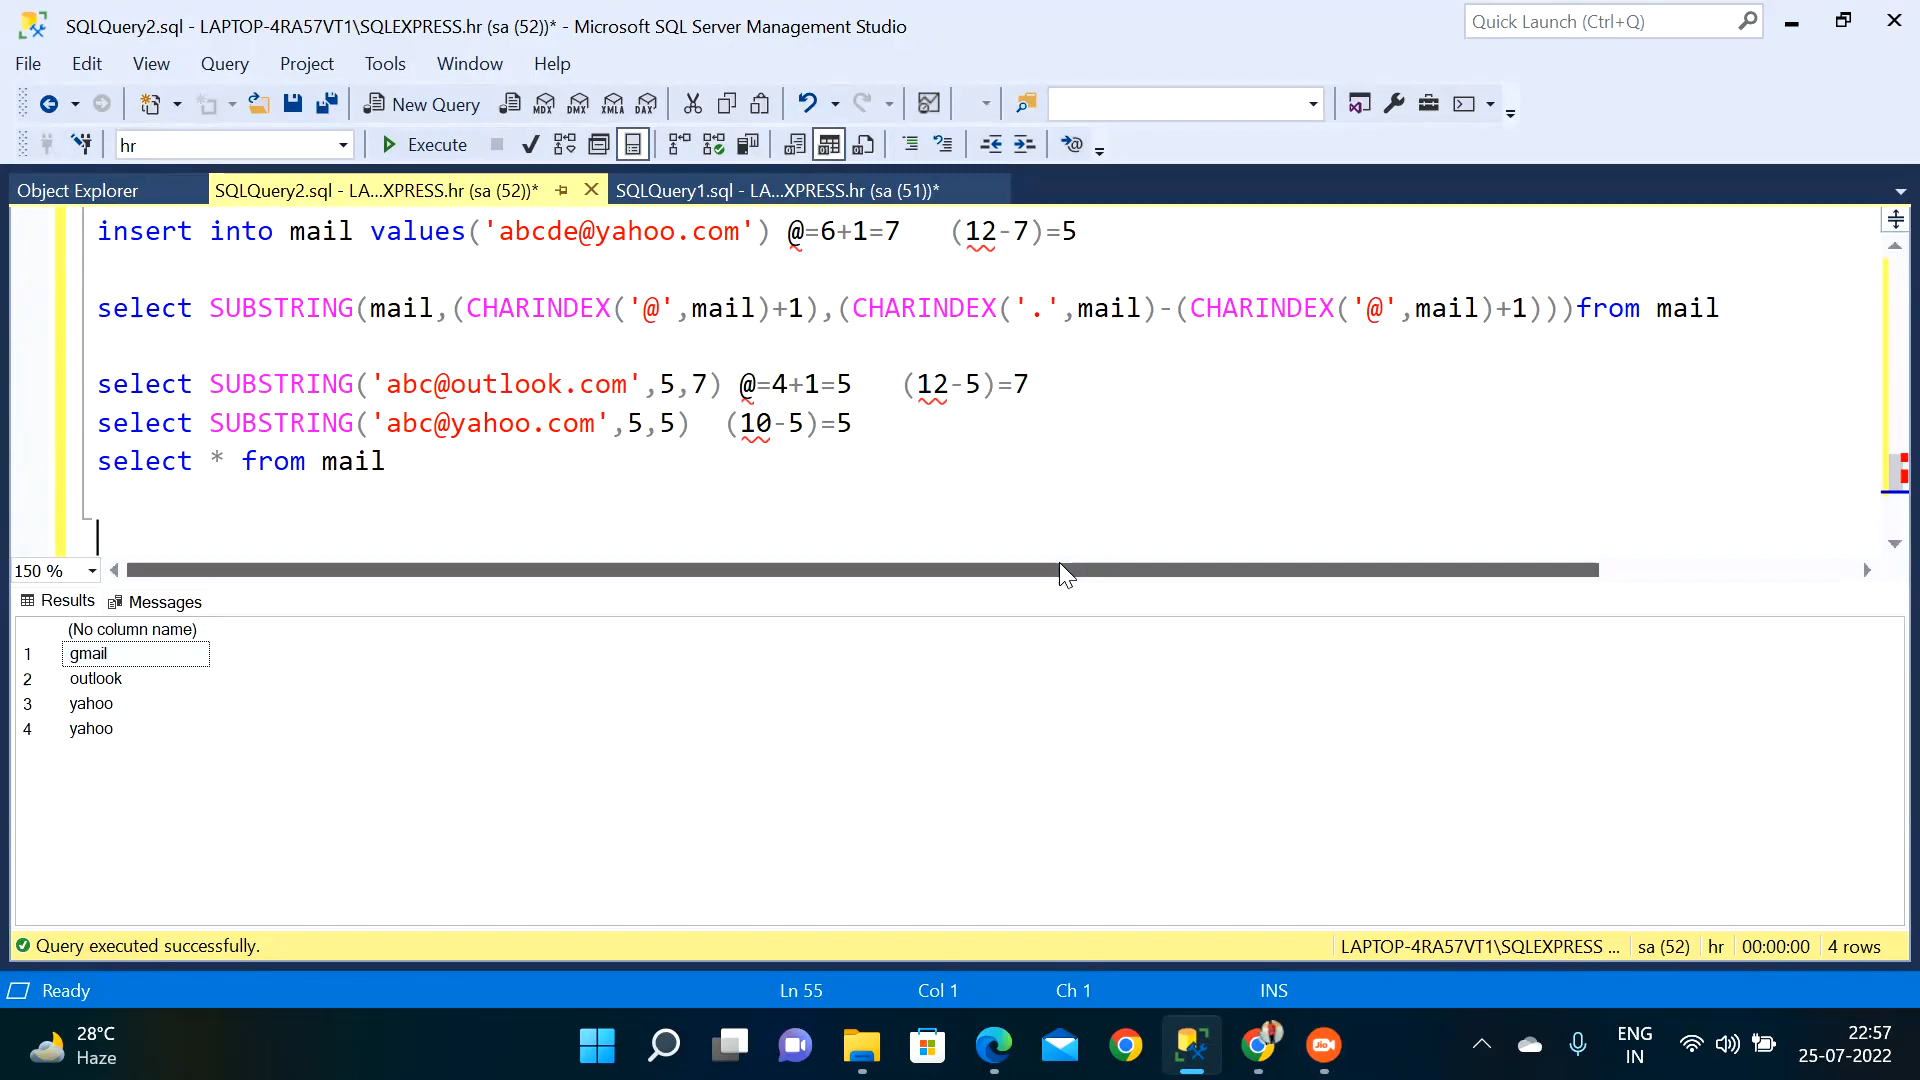 SQLQuery2.sql - LAPTOP-4RA57VT1\SQLEXPRESS.hr (sa (52))* - Microsoft SQL Server Management Studio
Quick Launch (Ctrl+Q)
File Edit View Query Project Tools Window Help
New Query MDX DMX XMLA DAX
hr Execute
Object Explorer SQLQuery2.sql - LA...XPRESS.hr (sa (52))* SQLQuery1.sql - LA...XPRESS.hr (sa (51))*
insert into mail values('abcde@yahoo.com') @=6+1=7 (12-7)=5
select SUBSTRING(mail,(CHARINDEX('@',mail)+1),(CHARINDEX('.',mail)-(CHARINDEX('@',mail)+1)))from mail
select SUBSTRING('abc@outlook.com',5,7) @=4+1=5 (12-5)=7
select SUBSTRING('abc@yahoo.com',5,5) (10-5)=5
select * from mail
150 %
Results Messages
(No column name)
1 gmail
2 outlook
3 yahoo
4 yahoo
Query executed successfully. LAPTOP-4RA57VT1\SQLEXPRESS ... sa (52) hr 00:00:00 4 rows
Ready Ln 55 Col 1 Ch 1 INS
28°C
Haze
Jio
ENG
IN
22:57
25-07-2022